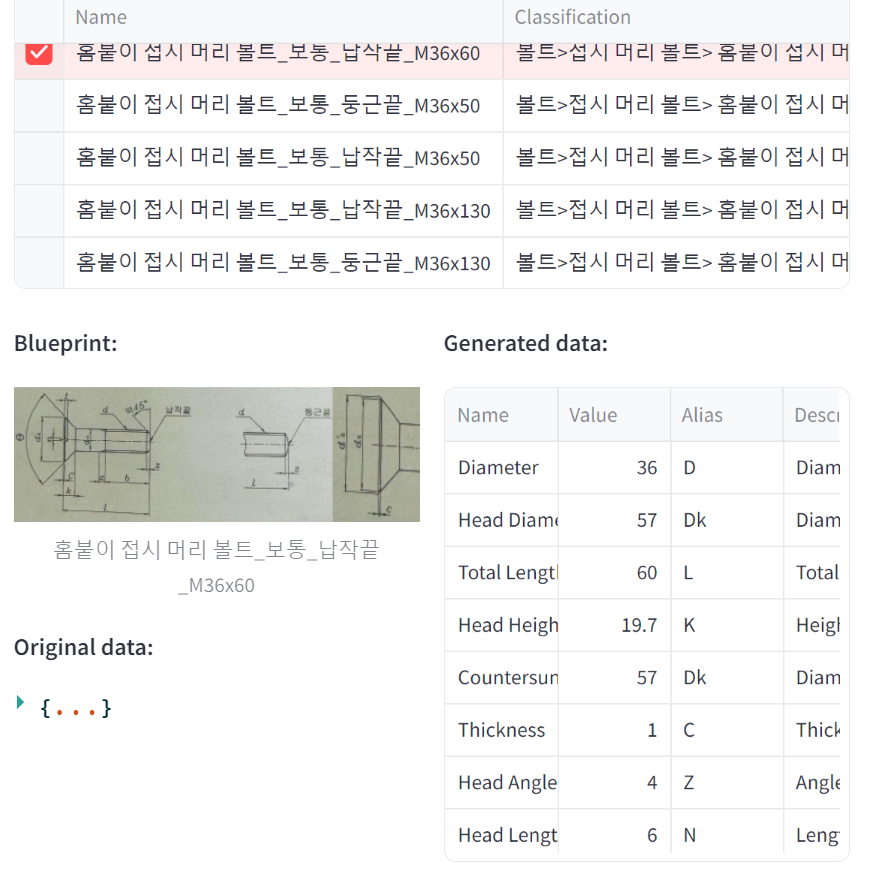 Name Classification
홈붙이 접시 머리 볼트_보통_납작끝_M36x60 볼트>접시 머리 볼트> 홈붙이 접시 머
홈붙이 접시 머리 볼트_보통_둥근끝_M36x50 볼트>접시 머리 볼트> 홈붙이 접시 머
홈붙이 접시 머리 볼트_보통_납작끝_M36x50 볼트>접시 머리 볼트> 홈붙이 접시 머
홈붙이 접시 머리 볼트_보통_납작끝_M36x130 볼트>접시 머리 볼트> 홈붙이 접시 머
홈붙이 접시 머리 볼트_보통_둥근끝_M36x130 볼트>접시 머리 볼트> 홈붙이 접시 머
Blueprint:
납작끝
d
둥근끝
l
홈붙이 접시 머리 볼트_보통_납작끝
_M36x60
Original data:
{...}
Generated data:
Name Value Alias Descr
Diameter 36 D Diam
Head Diame 57 Dk Diam
Total Lengt 60 L Total
Head Heigh 19.7 K Heigh
Countersun 57 Dk Diam
Thickness 1 C Thick
Head Angle 4 Z Angle
Head Lengt 6 N Leng